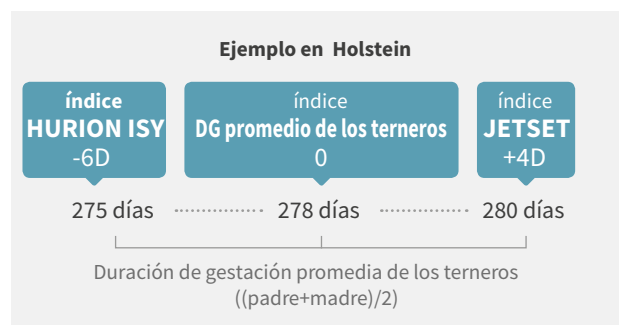 Ejemplo en Holstein
índice
HURION ISY
-6D
índice
DG promedio de los terneros
0
índice
JETSET
+4D
275 días
278 días
280 días
Duración de gestación promedia de los terneros
((padre+madre)/2)